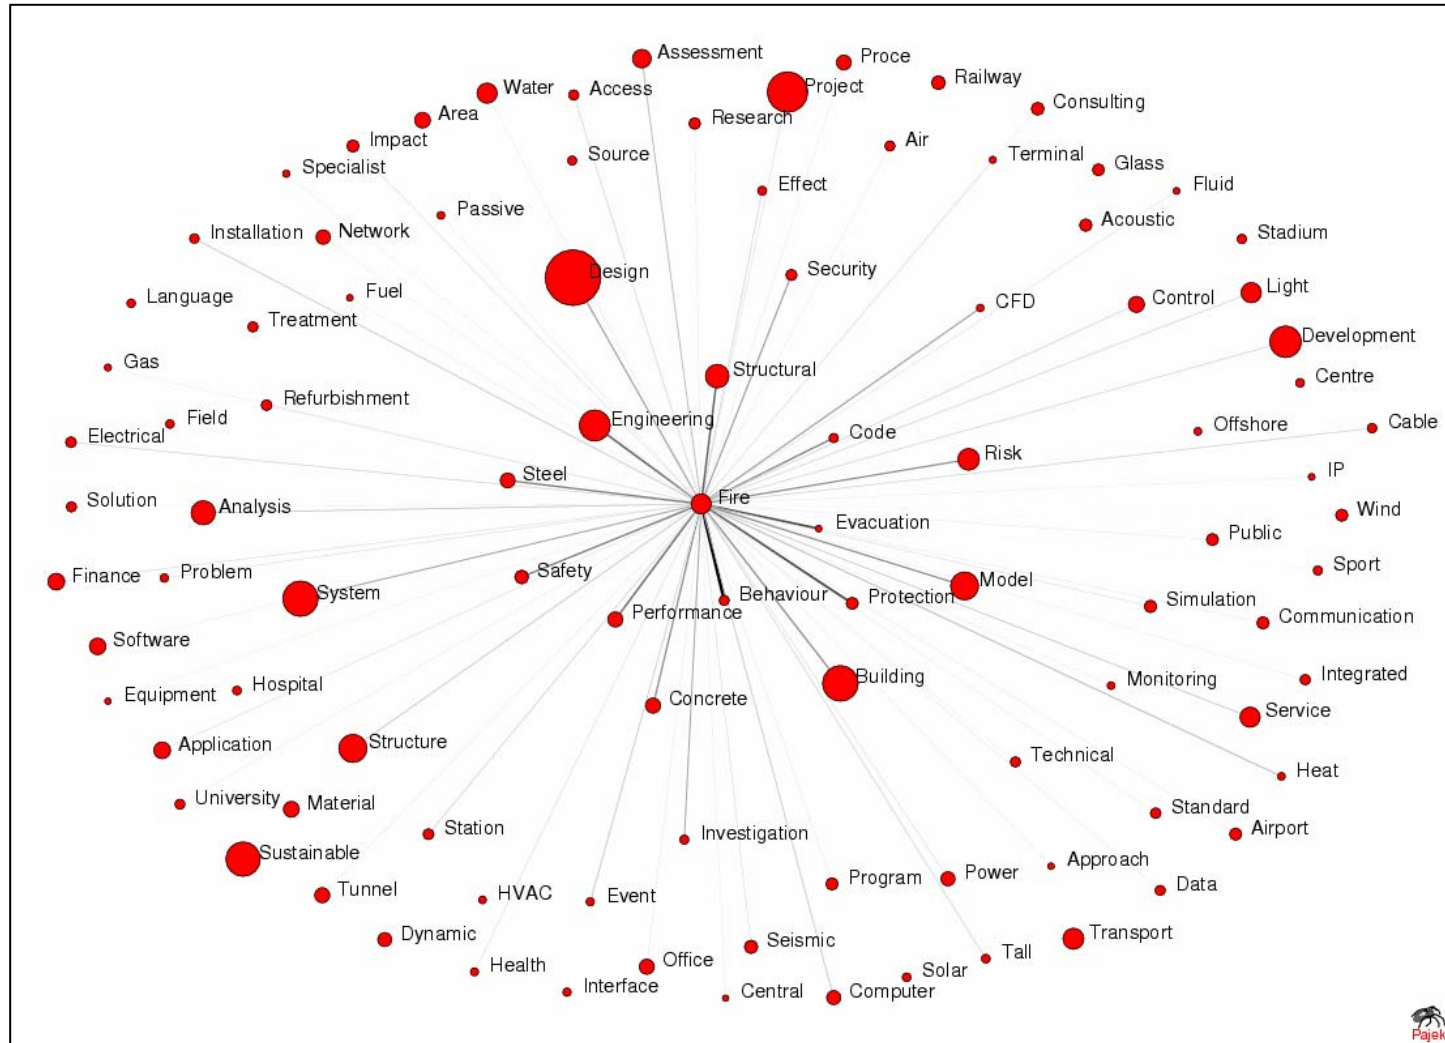 Assessment
Proce
Project
Railway
Water
Access
Consulting
Area
Research
Impact
Air
Source
Terminal
Glass
Specialist
Effect
Fluid
Passive
Acoustic
Installation
Network
Stadium
Design
Security
Language
Fuel
CFD
Control
Light
Treatment
Development
Gas
Structural
Centre
Refurbishment
Field
Engineering
Code
Offshore
Cable
Electrical
Steel
Risk
IP
Solution
Analysis
Fire
Evacuation
Wind
Public
Finance
Problem
Safety
Sport
System
Behaviour
Protection
Model
Simulation
Performance
Communication
Software
Equipment
Hospital
Building
Monitoring
Integrated
Concrete
Service
Application
Structure
Technical
Heat
University
Material
Station
Investigation
Standard
Airport
Sustainable
Approach
Tunnel
HVAC
Event
Program
Power
Data
Dynamic
Seismic
Transport
Health
Office
Tall
Interface
Central
Computer
Solar
Pajek